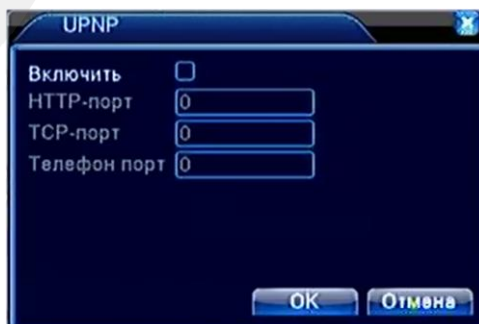 UPNP
Включить
HTTP-порт 0
TCP-порт 0
Телефон порт 0
OK Отмена